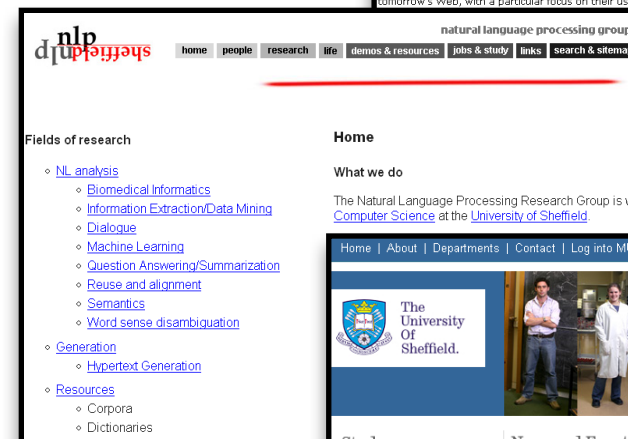 tomorrow's Web, with a particular focus on their
nlp
sheffield
natural language processing group
home people research life demos & resources jobs & study links search & sitemap
Fields of research
NL analysis
Biomedical Informatics
Information Extraction/Data Mining
Dialogue
Machine Learning
Question Answering/Summarization
Reuse and alignment
Semantics
Word sense disambiguation
Generation
Hypertext Generation
Resources
Corpora
Dictionaries
Home
What we do
The Natural Language Processing Research Group is
Computer Science at the University of Sheffield.
Home | About | Departments | Contact | Log into
The
University
Of
Sheffield.